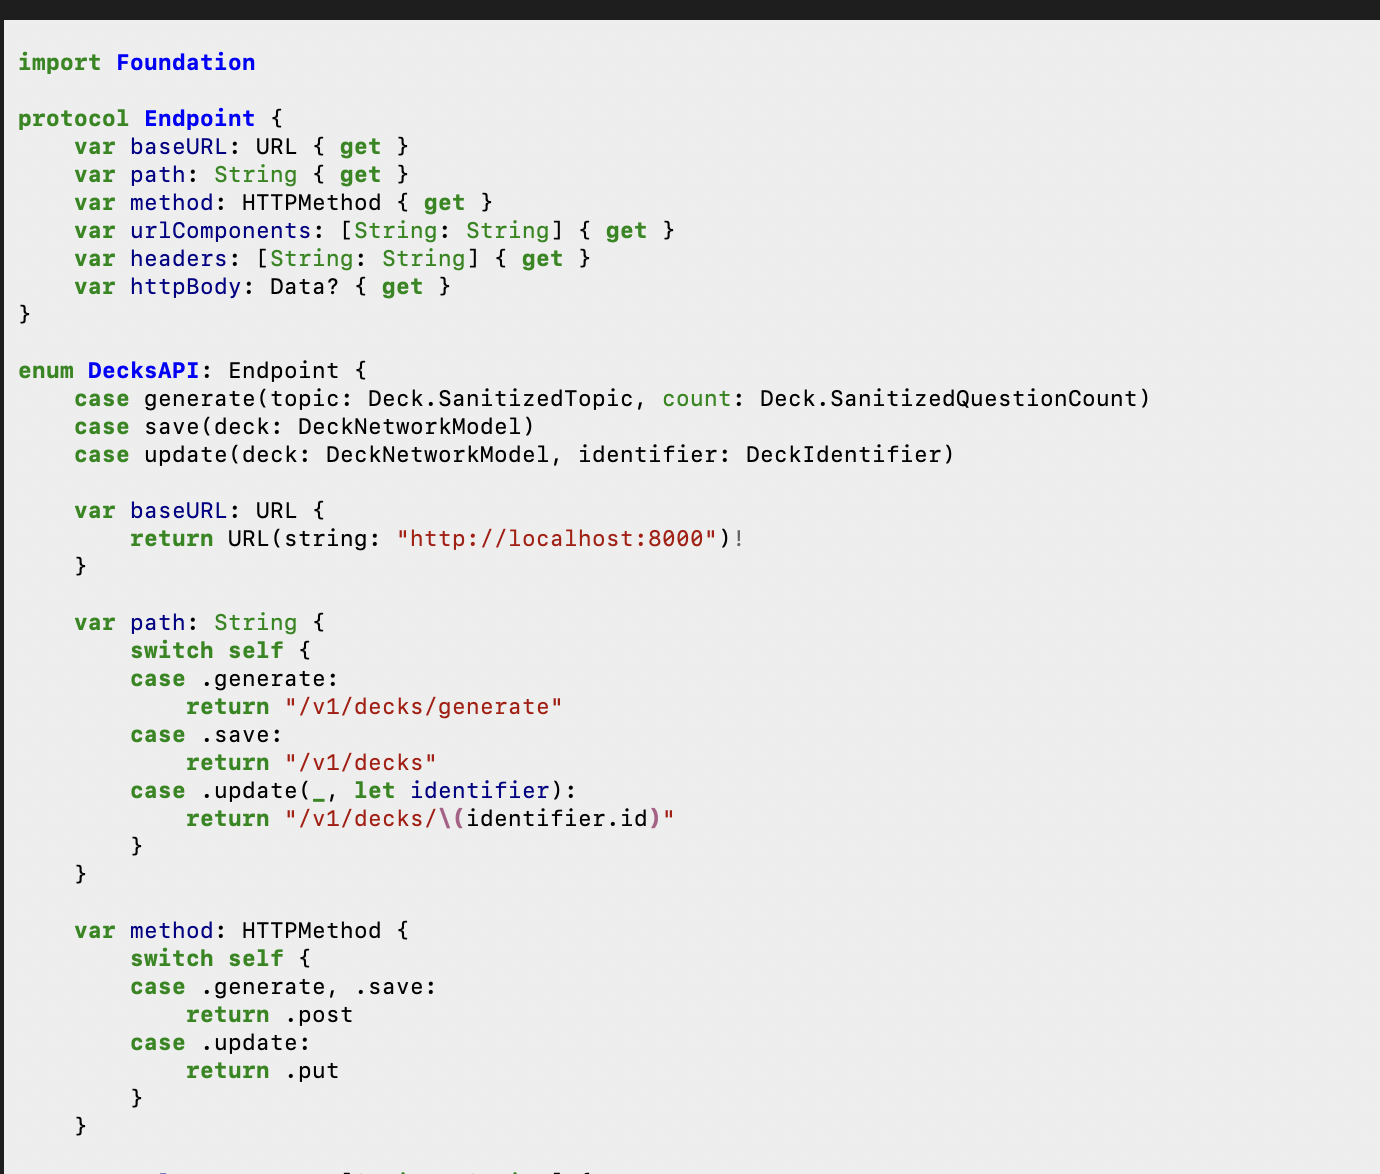 import Foundation
protocol Endpoint {
    var baseURL: URL { get }
    var path: String { get }
    var method: HTTPMethod { get }
    var urlComponents: [String: String] { get }
    var headers: [String: String] { get }
    var httpBody: Data? { get }
}
enum DecksAPI: Endpoint {
    case generate(topic: Deck.SanitizedTopic, count: Deck.SanitizedQuestionCount)
    case save(deck: DeckNetworkModel)
    case update(deck: DeckNetworkModel, identifier: DeckIdentifier)
    var baseURL: URL {
        return URL(string: "http://localhost:8000")!
    }
    var path: String {
        switch self {
        case .generate:
            return "/v1/decks/generate"
        case .save:
            return "/v1/decks"
        case .update(_, let identifier):
            return "/v1/decks/\(identifier.id)"
        }
    }
    var method: HTTPMethod {
        switch self {
        case .generate, .save:
            return .post
        case .update:
            return .put
        }
    }